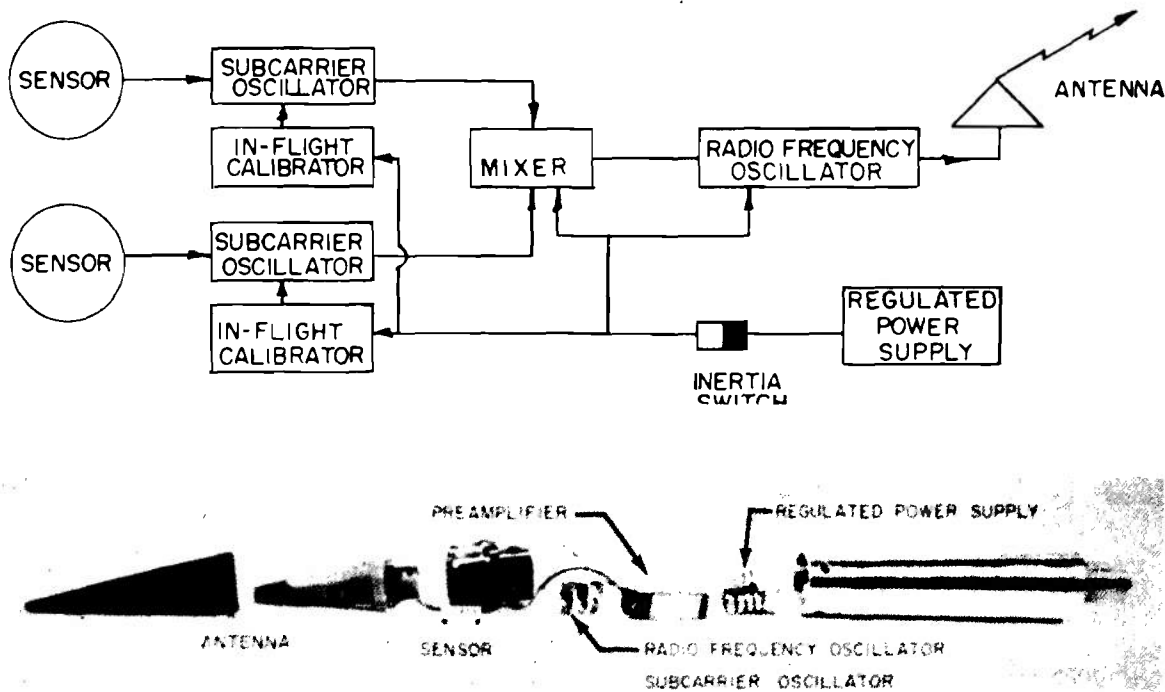 SENSOR
SUBCARRIER
OSCILLATOR
IN-FLIGHT
CALIBRATOR
MIXER
RADIO FREQUENCY
OSCILLATOR
ANTENNA
SENSOR
SUBCARRIER
OSCILLATOR
IN-FLIGHT
CALIBRATOR
INERTIA
SWITCH
REGULATED
POWER
SUPPLY
PREAMPLIFIER
REGULATED POWER SUPPLY
ANTENNA
SENSOR
RADIO FREQUENCY OSCILLATOR
SUBCARRIER OSCILLATOR